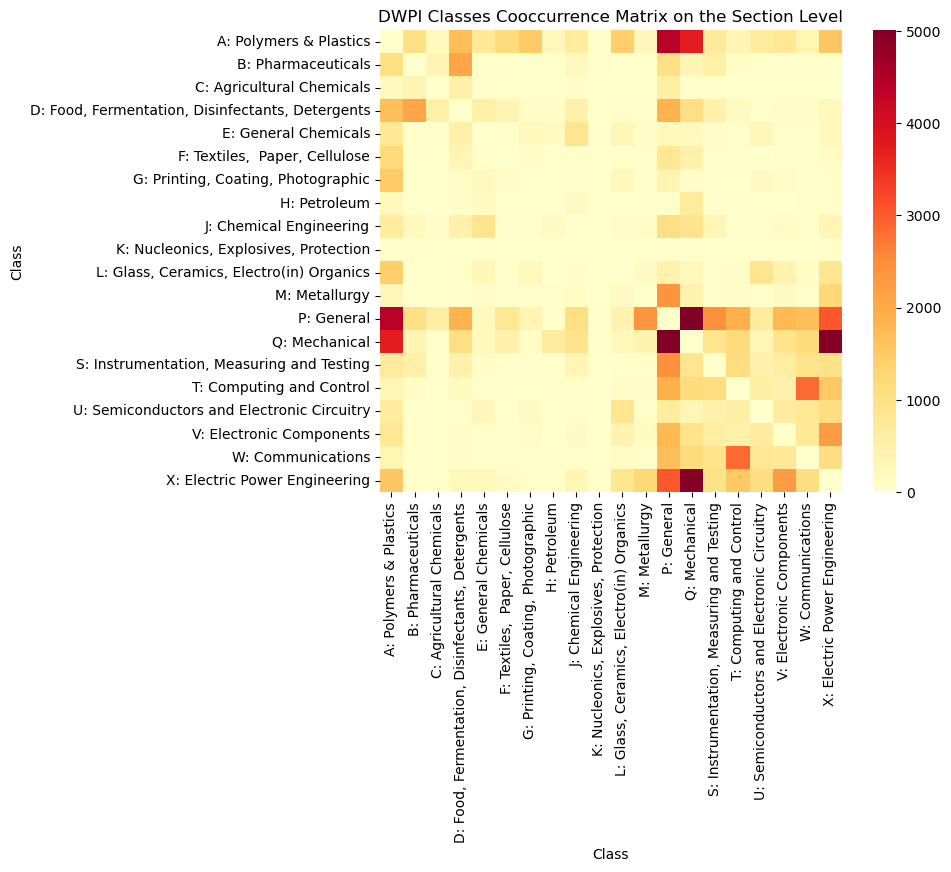 DWPI Classes Cooccurrence Matrix on the Section Level
A: Polymers & Plastics
B: Pharmaceuticals
C: Agricultural Chemicals
D: Food, Fermentation, Disinfectants, Detergents
E: General Chemicals
F: Textiles,  Paper, Cellulose
G: Printing, Coating, Photographic
H: Petroleum
J: Chemical Engineering
K: Nucleonics, Explosives, Protection
L: Glass, Ceramics, Electro(in) Organics
M: Metallurgy
P: General
Q: Mechanical
S: Instrumentation, Measuring and Testing
T: Computing and Control
U: Semiconductors and Electronic Circuitry
V: Electronic Components
W: Communications
X: Electric Power Engineering
Class
A: Polymers & Plastics
B: Pharmaceuticals
C: Agricultural Chemicals
D: Food, Fermentation, Disinfectants, Detergents
E: General Chemicals
F: Textiles,  Paper, Cellulose
G: Printing, Coating, Photographic
H: Petroleum
J: Chemical Engineering
K: Nucleonics, Explosives, Protection
L: Glass, Ceramics, Electro(in) Organics
M: Metallurgy
P: General
Q: Mechanical
S: Instrumentation, Measuring and Testing
T: Computing and Control
U: Semiconductors and Electronic Circuitry
V: Electronic Components
W: Communications
X: Electric Power Engineering
Class
5000
4000
3000
2000
1000
0